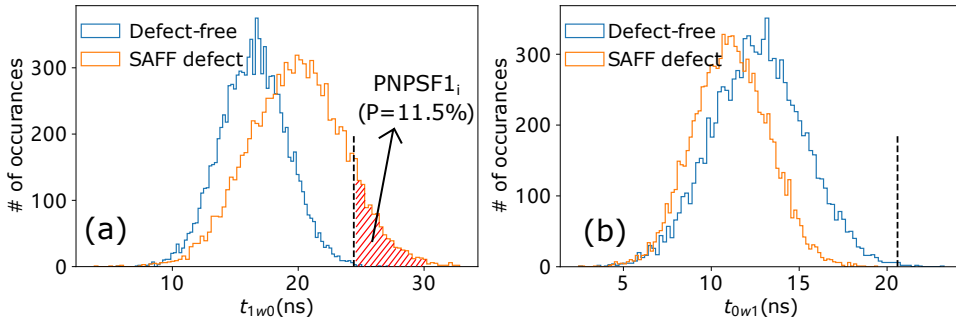 Defect-free
SAFF defect
PNPSF1i
(P=11.5%)
# of occurances
300
200
100
0
(a)
10
20
30
t1w0(ns)
Defect-free
SAFF defect
# of occurances
300
200
100
0
(b)
5
10
15
20
t0w1(ns)